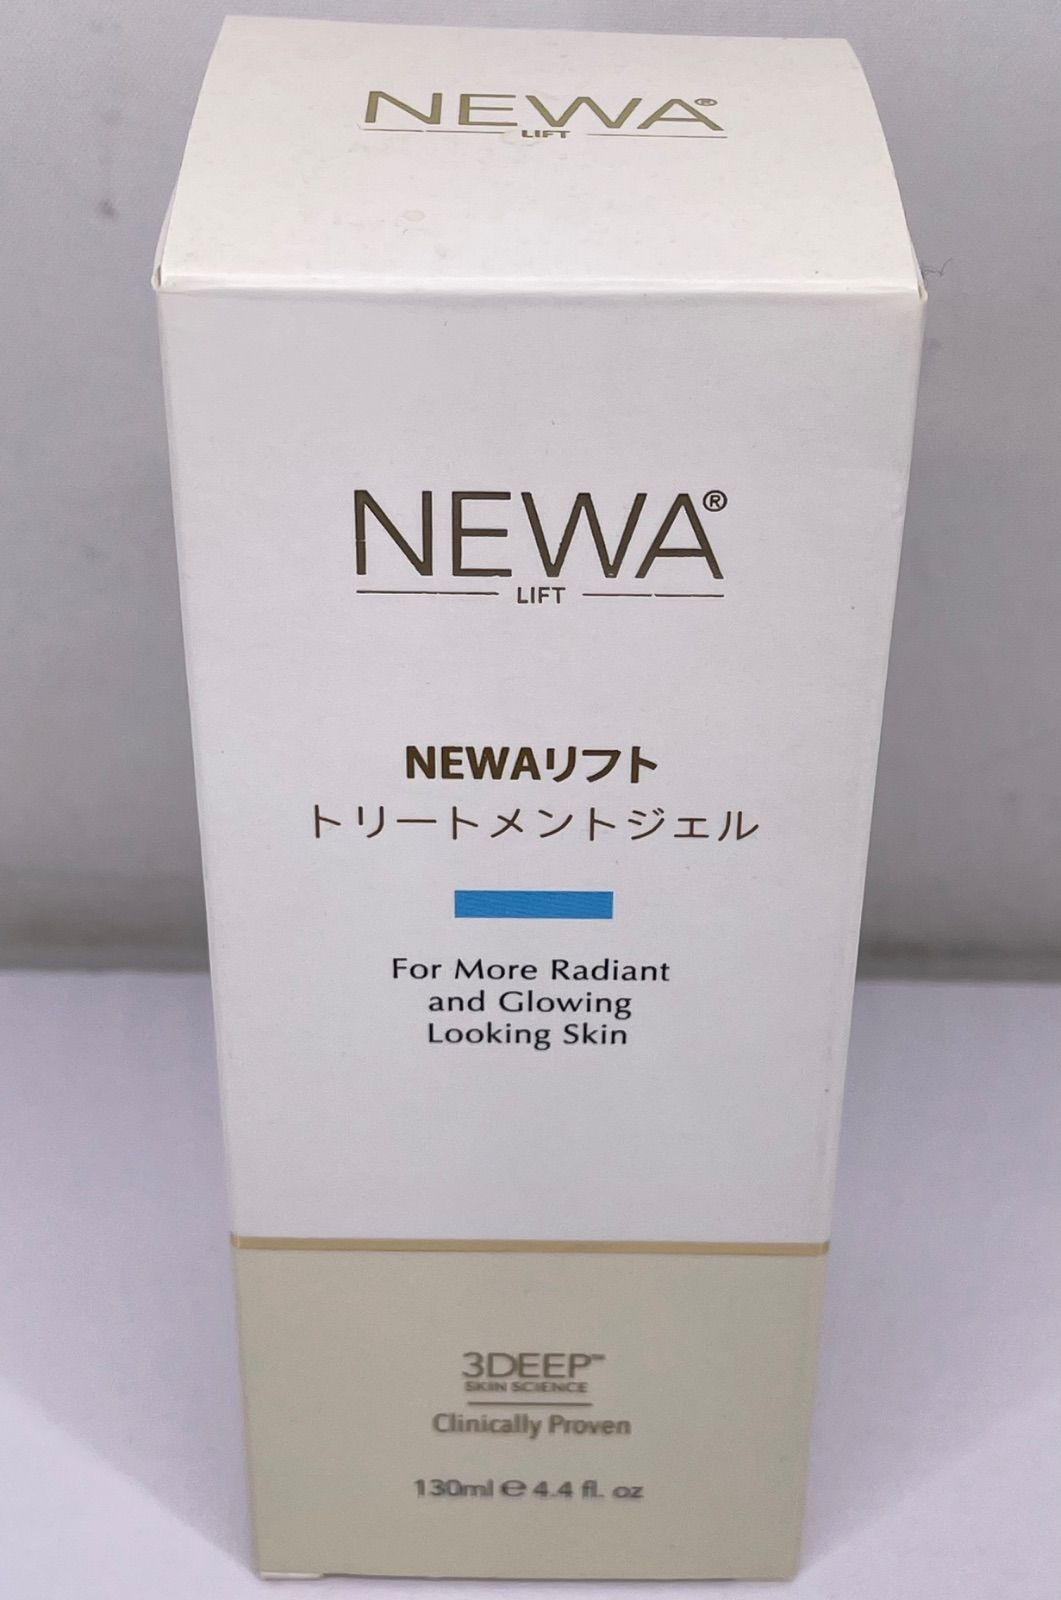 NEWA®
LIFT
NEWA®
LIFT
NEWAリフト
トリートメントジェル
For More Radiant
and Glowing
Looking Skin
3DEEP™
SKIN SCIENCE
Clinically Proven
130ml ℮ 4.4 fl. oz